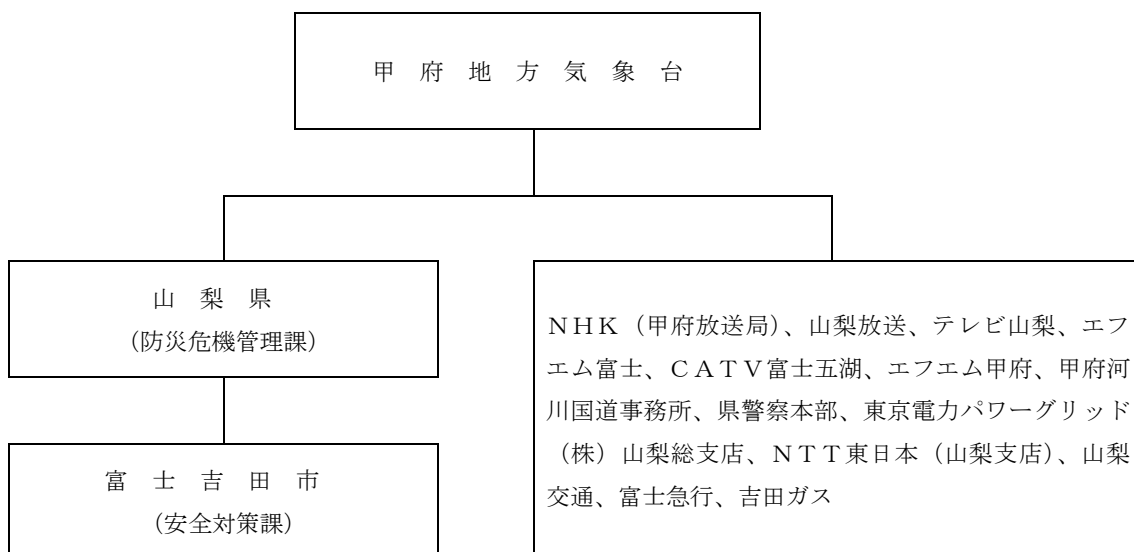 甲府地方気象台
山梨県
(防災危機管理課)
富士吉田市
(安全対策課)
ＮＨＫ（甲府放送局）、山梨放送、テレビ山梨、エフ
エム富士、ＣＡＴＶ富士五湖、エフエム甲府、甲府河
川国道事務所、県警察本部、東京電力パワーグリッド
（株）山梨総支店、ＮＴＴ東日本（山梨支店）、山梨
交通、富士急行、吉田ガス